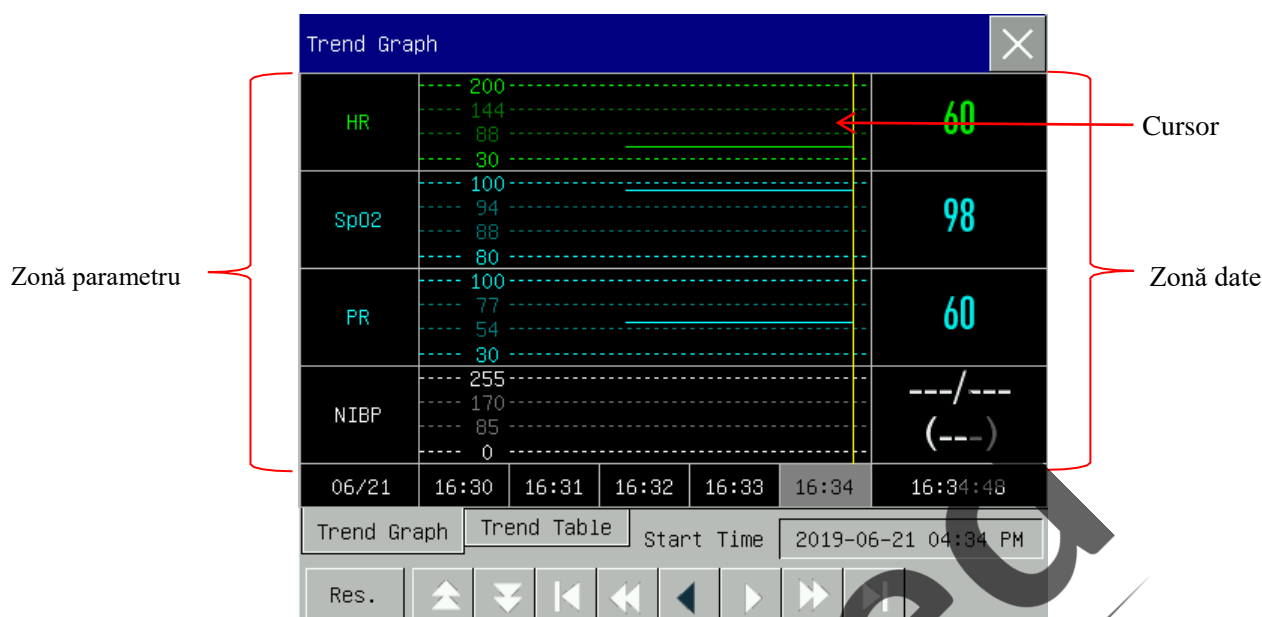 Trend Graph
HR
200
144
88
30
60
Cursor
SpO2
100
94
88
80
98
Zonă parametru
Zonă date
PR
100
77
54
30
60
NIBP
255
170
85
0
---/---
(---)
06/21 16:30 16:31 16:32 16:33 16:34 16:34:48
Trend Graph Trend Table Start Time 2019-06-21 04:34 PM
Res.